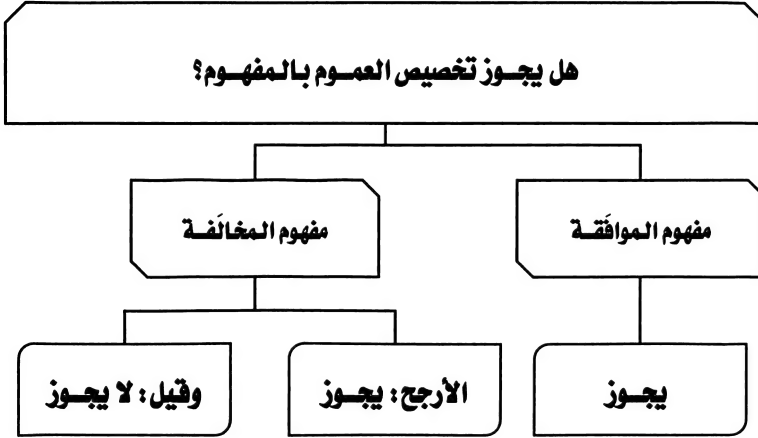 هل يجوز تخصيص العموم بالمفهوم؟
مفهوم الموافَقة
مفهوم المخالَفة
يجوز
الأرجح: يجوز
وقيل: لا يجوز